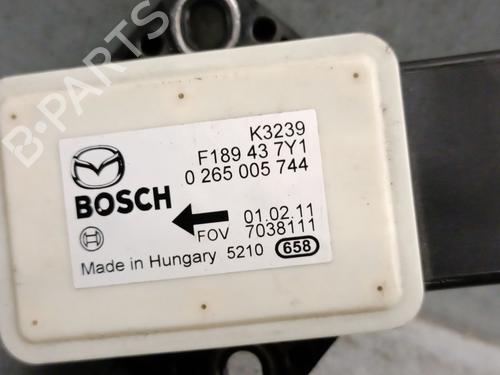 B-PARTS
K3239
F189 43 7Y1
0 265 005 744
BOSCH
01.02.11
FOV 7038111
Made in Hungary 5210 658